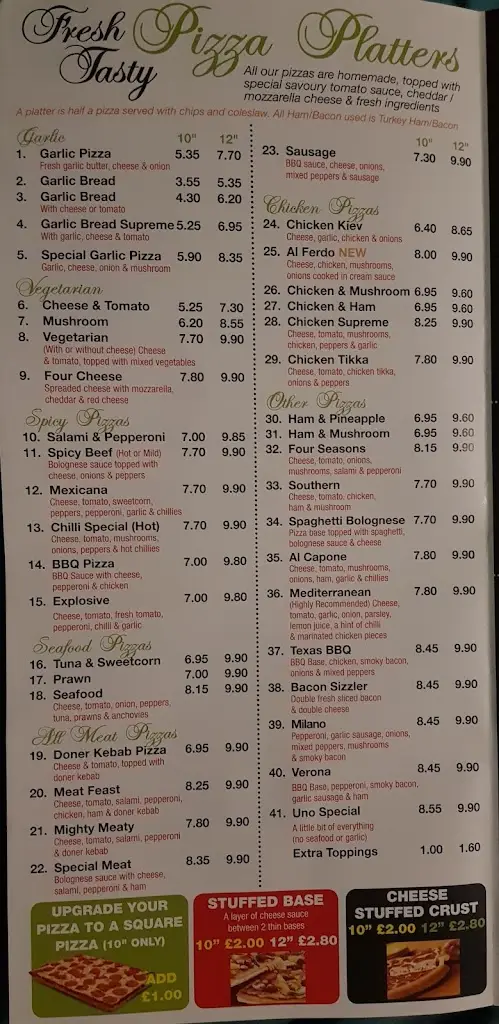 Fresh Pizza Platters
Tasty
All our pizzas are homemade, topped with
special savoury tomato sauce, cheddar /
mozzarella cheese & fresh ingredients
A platter is half a pizza served with chips and coleslaw. All Ham/Bacon used is Turkey Ham/Bacon
Garlic 10" 12"
1. Garlic Pizza 5.35 7.70
Fresh garlic butter, cheese & onion
2. Garlic Bread 3.55 5.35
3. Garlic Bread 4.30 6.20
With cheese or tomato
4. Garlic Bread Supreme 5.25 6.95
With garlic, cheese & tomato
5. Special Garlic Pizza 5.90 8.35
Garlic, cheese, onion & mushroom
Vegetarian
6. Cheese & Tomato 5.25 7.30
7. Mushroom 6.20 8.55
8. Vegetarian 7.70 9.90
(With or without cheese) Cheese
& tomato, topped with mixed vegetables
9. Four Cheese 7.80 9.90
Spreaded cheese with mozzarella,
cheddar & red cheese
Spicy Pizzas
10. Salami & Pepperoni 7.00 9.85
11. Spicy Beef (Hot or Mild) 7.70 9.90
Bolognese sauce topped with
cheese, onions & peppers
12. Mexicana 7.70 9.90
Cheese, tomato, sweetcorn,
peppers, pepperoni, garlic & chillies
13. Chilli Special (Hot) 7.70 9.90
Cheese, tomato, mushrooms,
onions, peppers & hot chillies
14. BBQ Pizza 7.00 9.80
BBQ Sauce with cheese,
pepperoni & chicken
15. Explosive 7.00 9.80
Cheese, tomato, fresh tomato,
pepperoni, chilli & garlic
Seafood Pizzas
16. Tuna & Sweetcorn 6.95 9.90
17. Prawn 7.00 9.90
18. Seafood 8.15 9.90
Cheese, tomato, onion, peppers,
tuna, prawns & anchovies
All Meat Pizzas
19. Doner Kebab Pizza 6.95 9.90
Cheese & tomato, topped with
doner kebab
20. Meat Feast 8.25 9.90
Cheese, tomato, salami, pepperoni,
chicken, ham & doner kebab
21. Mighty Meaty 7.80 9.90
Cheese, tomato, salami, pepperoni
& doner kebab
22. Special Meat 8.35 9.90
Bolognese sauce with cheese,
salami, pepperoni & ham
10" 12"
23. Sausage 7.30 9.90
BBQ sauce, cheese, onions,
mixed peppers & sausage
Chicken Pizzas
24. Chicken Kiev 6.40 8.65
Cheese, garlic, chicken & onions
25. Al Ferdo NEW 8.00 9.90
Cheese, chicken, mushrooms,
onions cooked in cream sauce
26. Chicken & Mushroom 6.95 9.60
27. Chicken & Ham 6.95 9.60
28. Chicken Supreme 8.25 9.90
Cheese, tomato, mushrooms,
chicken, peppers & garlic
29. Chicken Tikka 7.80 9.90
Cheese, tomato, chicken tikka,
onions & peppers
Other Pizzas
30. Ham & Pineapple 6.95 9.60
31. Ham & Mushroom 6.95 9.60
32. Four Seasons 8.15 9.90
Cheese, tomato, onions,
mushrooms, salami & pepperoni
33. Southern 7.70 9.90
Cheese, tomato, chicken,
ham & mushroom
34. Spaghetti Bolognese 7.70 9.90
Pizza base topped with spaghetti,
bolognese sauce & cheese
35. Al Capone 7.80 9.90
Cheese, tomato, mushrooms,
onions, ham, garlic & chillies
36. Mediterranean 7.80 9.90
(Highly Recommended) Cheese,
tomato, garlic, onion, parsley,
lemon juice, a hint of chilli
& marinated chicken pieces
37. Texas BBQ 8.45 9.90
BBQ Base, chicken, smoky bacon,
onions & mixed peppers
38. Bacon Sizzler 8.45 9.90
Double fresh sliced bacon
& double cheese
39. Milano 8.45 9.90
Pepperoni, garlic sausage, onions,
mixed peppers, mushrooms
& smoky bacon
40. Verona 8.45 9.90
BBQ Base, pepperoni, smoky bacon,
garlic sausage & ham
41. Uno Special 8.55 9.90
A little bit of everything
(no seafood or garlic)
Extra Toppings 1.00 1.60
UPGRADE YOUR
PIZZA TO A SQUARE
PIZZA (10" ONLY)
ADD
£1.00
STUFFED BASE
A layer of cheese sauce
between 2 thin bases
10" £2.00 12" £2.80
CHEESE
STUFFED CRUST
10" £2.00 12" £2.80